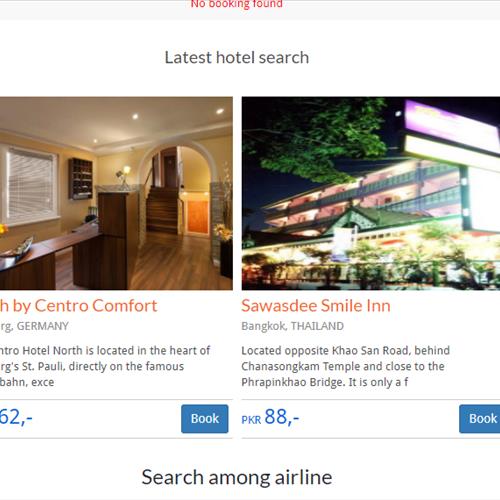 No booking found
Latest hotel search
h by Centro Comfort
rg, GERMANY
ntro Hotel North is located in the heart of
rg's St. Pauli, directly on the famous
bahn, exce
62,-
Book
Sawasdee Smile Inn
Bangkok, THAILAND
Located opposite Khao San Road, behind
Chanasongkam Temple and close to the
Phrapinkhao Bridge. It is only a f
PKR 88,-
Book
Search among airline